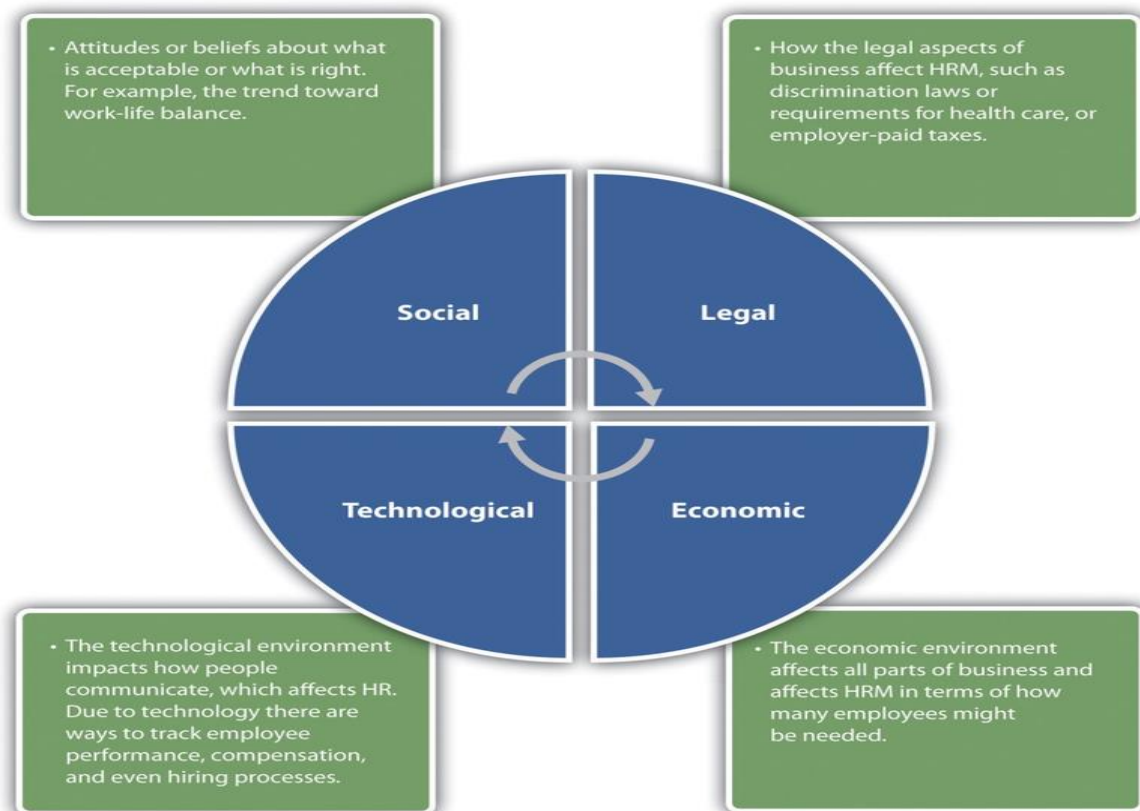 • Attitudes or beliefs about what
is acceptable or what is right.
For example, the trend toward
work-life balance.
• How the legal aspects of
business affect HRM, such as
discrimination laws or
requirements for health care, or
employer-paid taxes.
Social
Legal
Technological
Economic
• The technological environment
impacts how people
communicate, which affects HR.
Due to technology there are
ways to track employee
performance, compensation,
and even hiring processes.
• The economic environment
affects all parts of business and
affects HRM in terms of how
many employees might
be needed.